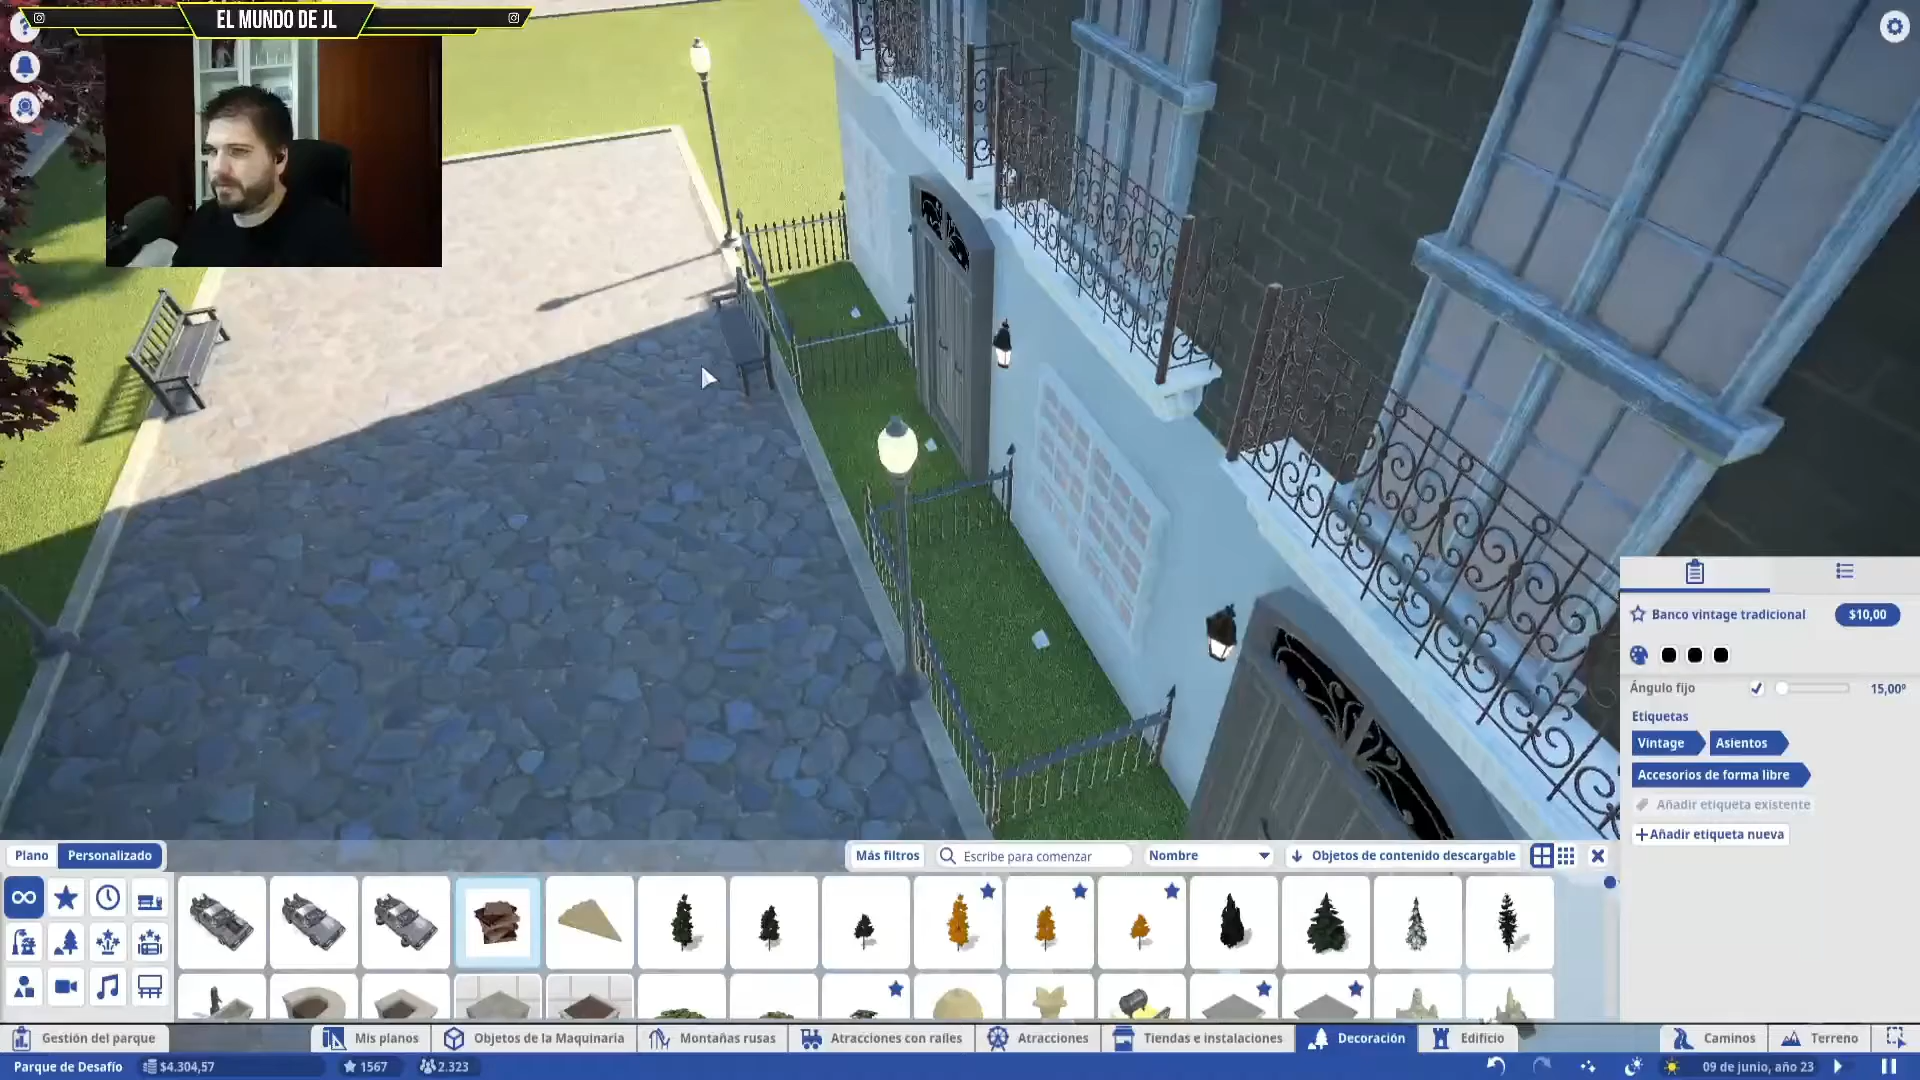 EL MUNDO DE JL
Banco vintage tradicional $10,00
Ángulo fijo 15,00º
Etiquetas
Vintage Asientos
Accesorios de forma libre
Añadir etiqueta existente
+Añadir etiqueta nueva
Plano Personalizado Más filtros Escribe para comenzar Nombre Objetos de contenido descargable
Gestión del parque Mis planos Objetos de la Maquinaria Montañas rusas Atracciones con raíles Atracciones Tiendas e instalaciones Decoración Edificio Caminos Terreno
Parque de Desafío $4.304,57 1567 2.323 09 de junio, año 23